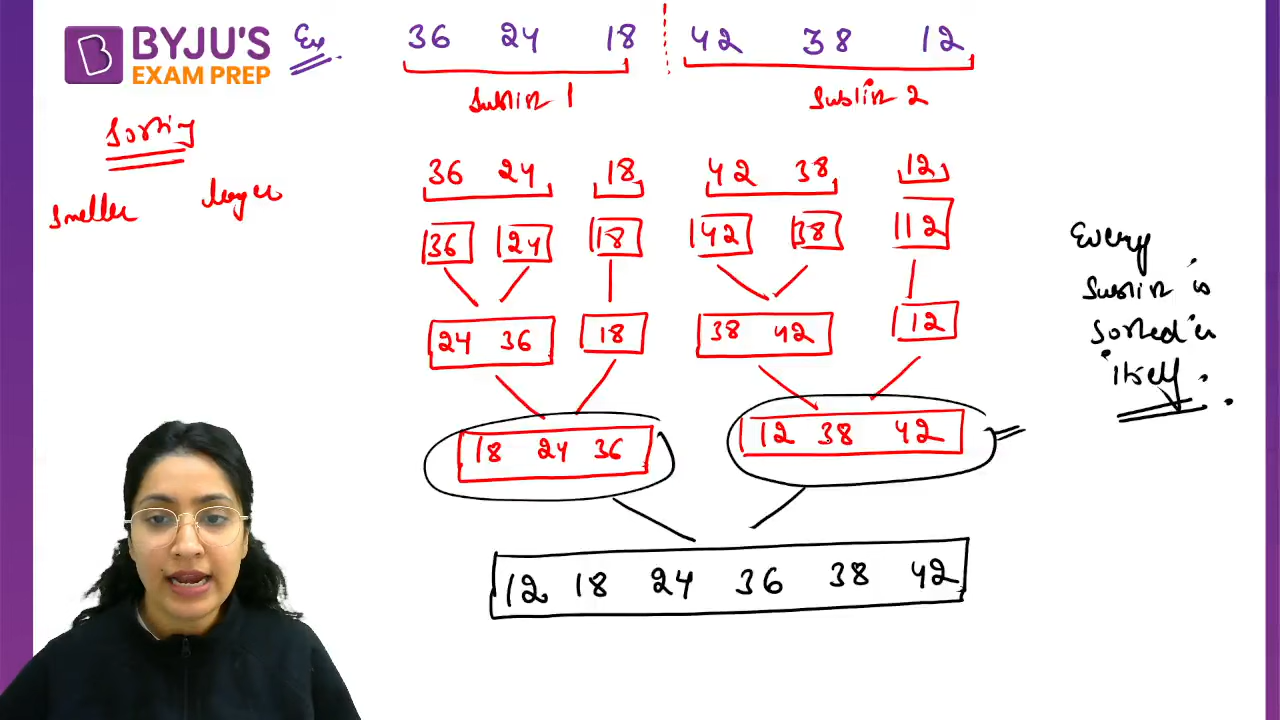 BYJU'S
EXAM PREP
Ex
36 24 18 42 38 12
Sublist 1 Sublist 2
Sorting
Smaller larger
36 24 18 42 38 12
36 24 18 42 38 12
24 36 18 38 42 12
18 24 36 12 38 42
12 18 24 36 38 42
Every
Sublist is
Sorted in
itself.